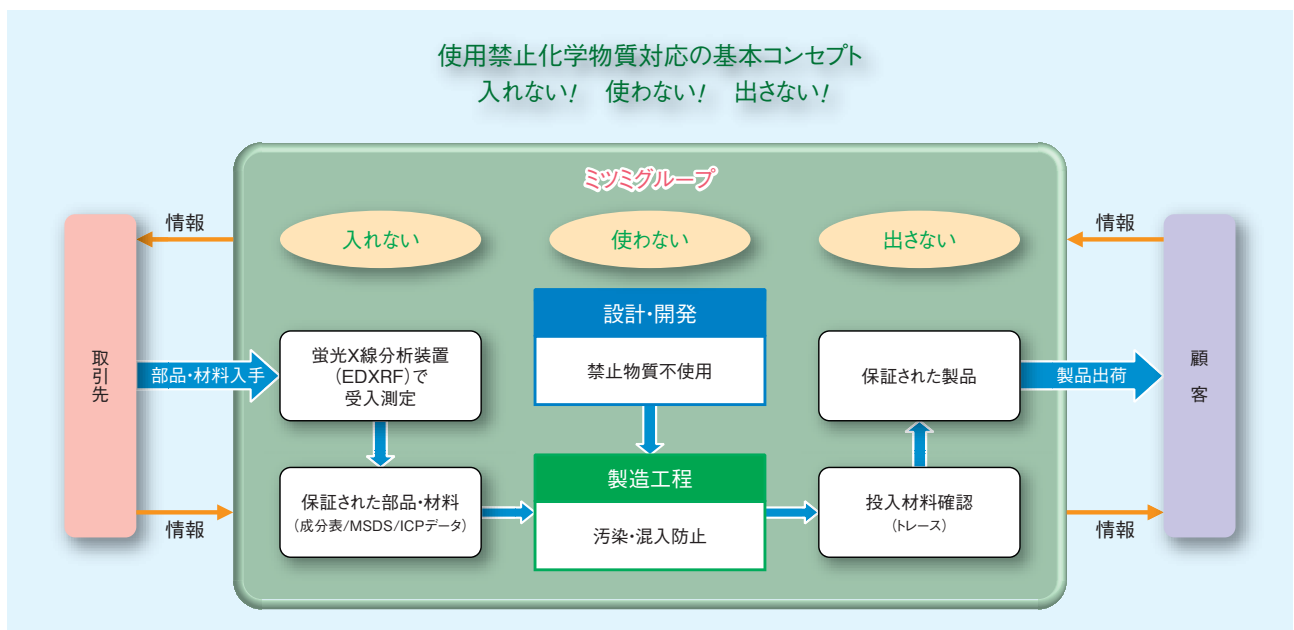 使用禁止化学物質対応の基本コンセプト
入れない! 使わない! 出さない!
ミツミグループ
入れない
使わない
出さない
情報
情報
取引先
部品・材料入手
蛍光X線分析装置
(EDXRF)で
受入測定
設計・開発
禁止物質不使用
保証された製品
製品出荷
顧客
保証された部品・材料
(成分表/MSDS/ICPデータ)
製造工程
汚染・混入防止
投入材料確認
(トレース)
情報
情報